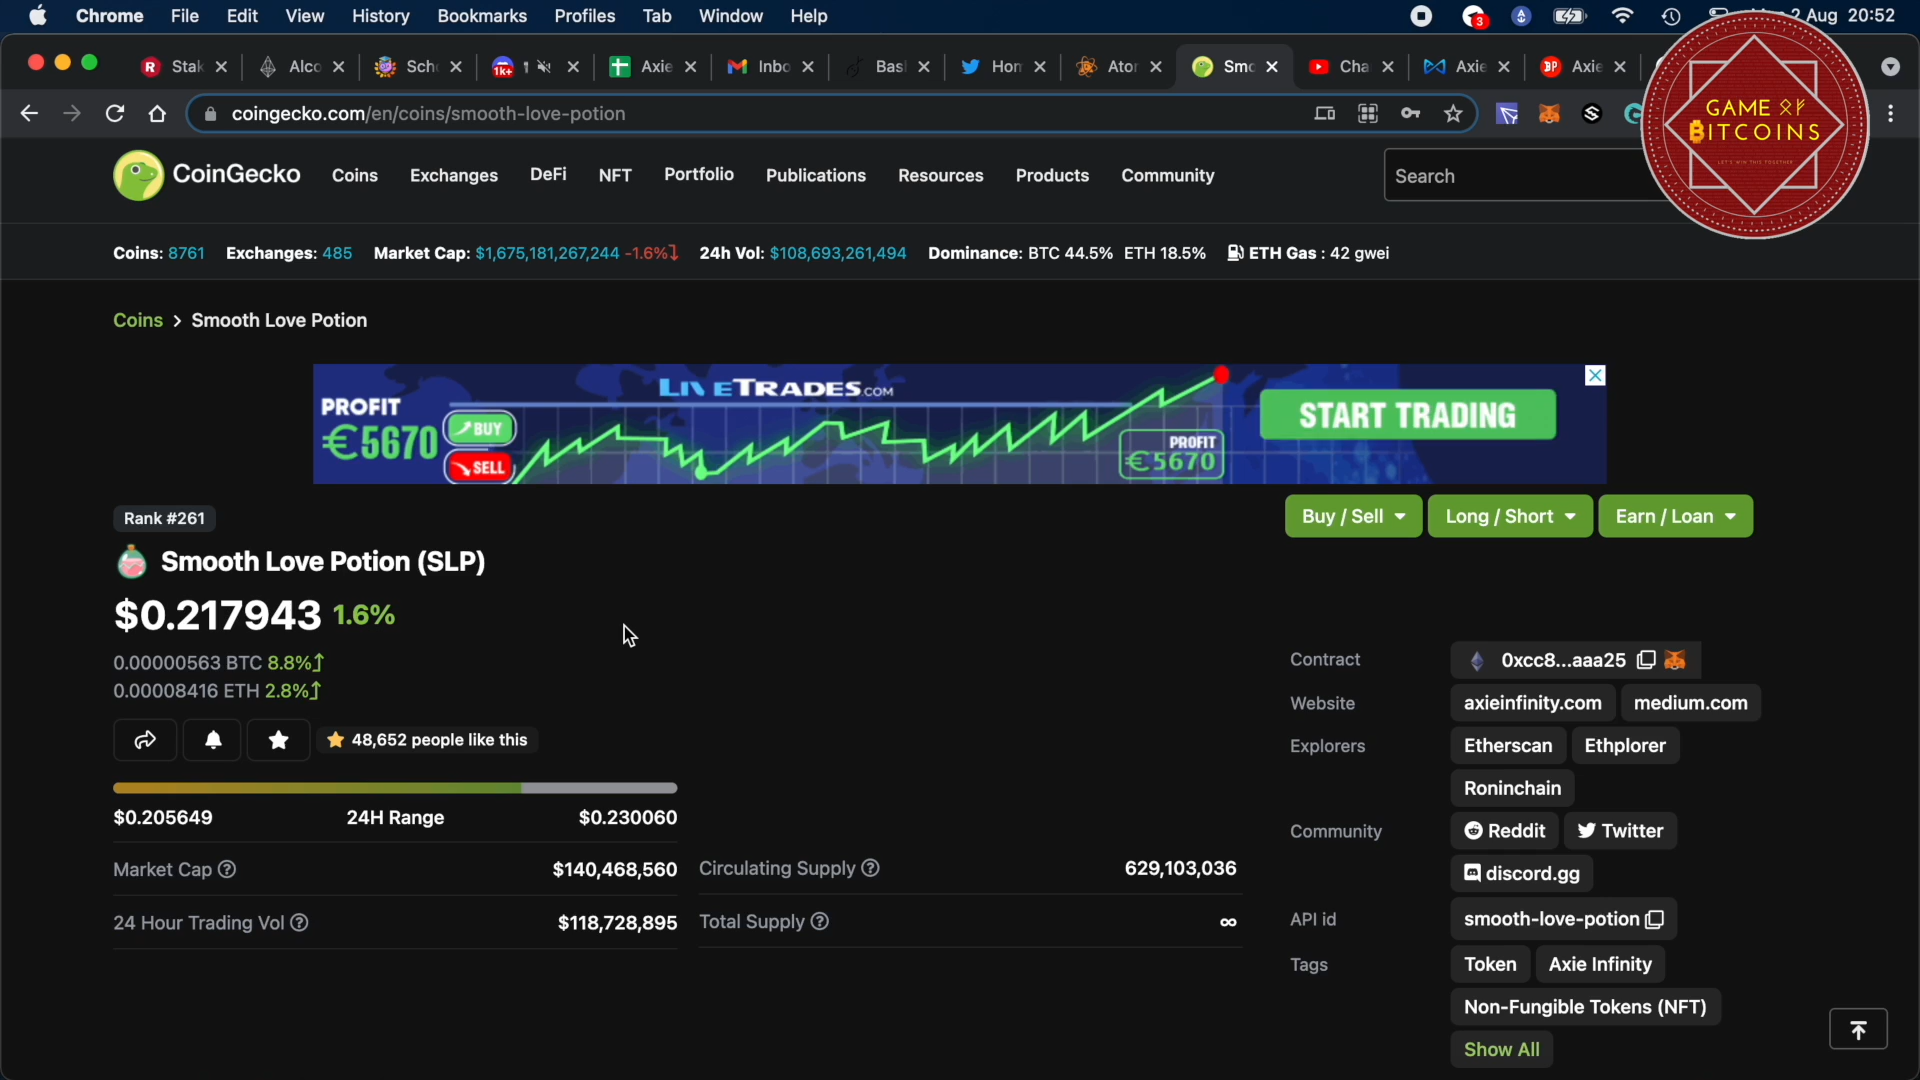 Chrome File Edit View History Bookmarks Profiles Tab Window Help
3
2 Aug 20:52
Stak Alco Sch 1k+ Axie Inbo Bas Hom Ator Smo Cha Axie BP Axie
coingecko.com/en/coins/smooth-love-potion
GAME OF
BITCOINS
LET'S WIN THIS TOGETHER
CoinGecko Coins Exchanges DeFi NFT Portfolio Publications Resources Products Community Search
Coins: 8761 Exchanges: 485 Market Cap: $1,675,181,267,244 -1.6% 24h Vol: $108,693,261,494 Dominance: BTC 44.5% ETH 18.5% ETH Gas : 42 gwei
Coins > Smooth Love Potion
LIVETRADES.COM
PROFIT
€5670
BUY
SELL
PROFIT
€5670
START TRADING
Rank #261
Buy / Sell Long / Short Earn / Loan
Smooth Love Potion (SLP)
$0.217943 1.6%
0.00000563 BTC 8.8%
0.00008416 ETH 2.8%
48,652 people like this
$0.205649 24H Range $0.230060
Market Cap $140,468,560 Circulating Supply 629,103,036
24 Hour Trading Vol $118,728,895 Total Supply ∞
Contract 0xcc8...aaa25
Website axieinfinity.com medium.com
Explorers Etherscan Ethplorer
Roninchain
Community Reddit Twitter
discord.gg
API id smooth-love-potion
Tags Token Axie Infinity
Non-Fungible Tokens (NFT)
Show All